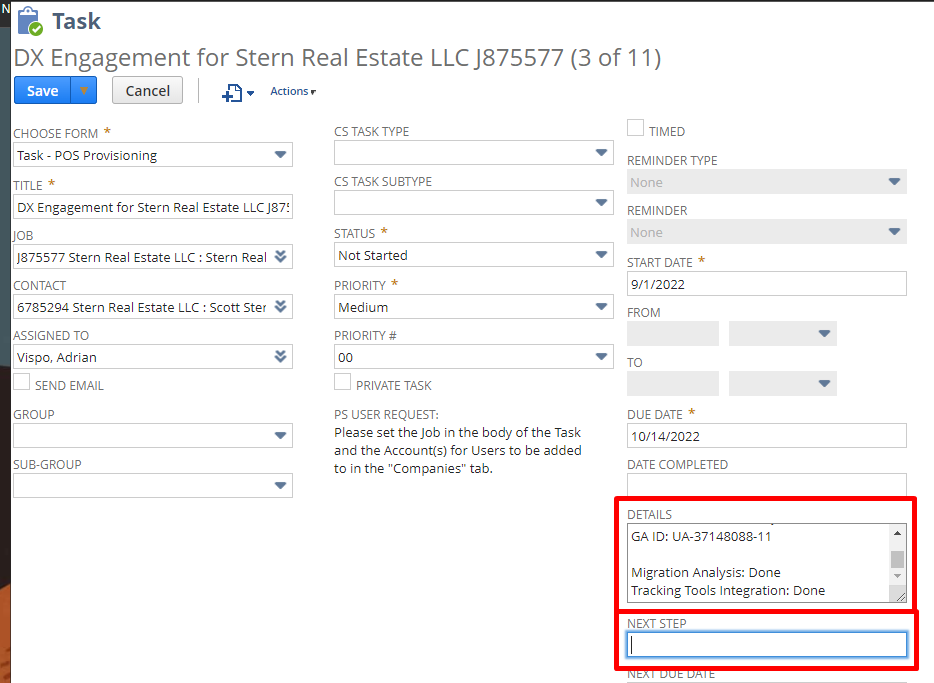 N
Task
DX Engagement for Stern Real Estate LLC J875577 (3 of 11)
Save
Cancel
Actions
CHOOSE FORM *
Task - POS Provisioning
TITLE *
DX Engagement for Stern Real Estate LLC J875
JOB
J875577 Stern Real Estate LLC : Stern Real
CONTACT
6785294 Stern Real Estate LLC : Scott Ster
ASSIGNED TO
Vispo, Adrian
SEND EMAIL
GROUP
SUB-GROUP
CS TASK TYPE
CS TASK SUBTYPE
STATUS *
Not Started
PRIORITY *
Medium
PRIORITY #
00
PRIVATE TASK
PS USER REQUEST:
Please set the Job in the body of the Task
and the Account(s) for Users to be added
to in the "Companies" tab.
TIMED
REMINDER TYPE
None
REMINDER
None
START DATE *
9/1/2022
FROM
TO
DUE DATE *
10/14/2022
DATE COMPLETED
DETAILS
GA ID: UA-37148088-11
Migration Analysis: Done
Tracking Tools Integration: Done
NEXT STEP
NEXT DUE DATE